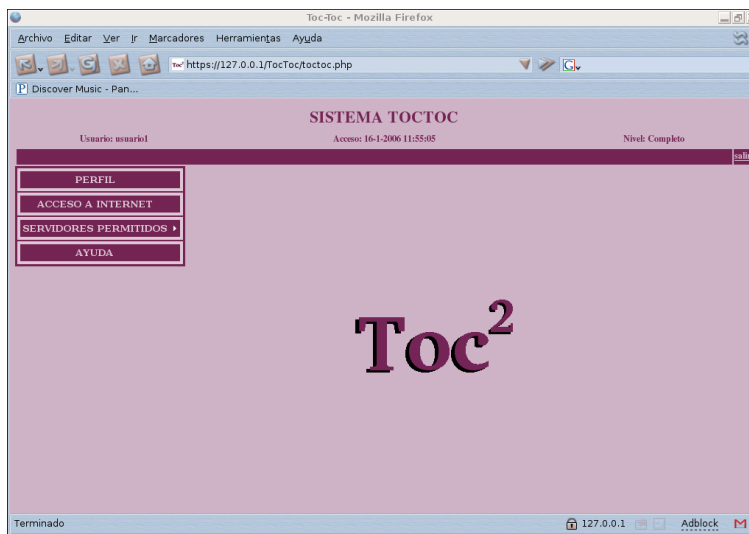 Toc-Toc - Mozilla Firefox
Archivo Editar Ver Ir Marcadores Herramientas Ayuda
Toc² https://127.0.0.1/TocToc/toctoc.php G
P Discover Music - Pan...
SISTEMA TOCTOC
Usuario: usuario1 Acceso: 16-1-2006 11:55:05 Nivel: Completo
salir
PERFIL
ACCESO A INTERNET
SERVIDORES PERMITIDOS
AYUDA
Toc²
Terminado 127.0.0.1 Adblock M